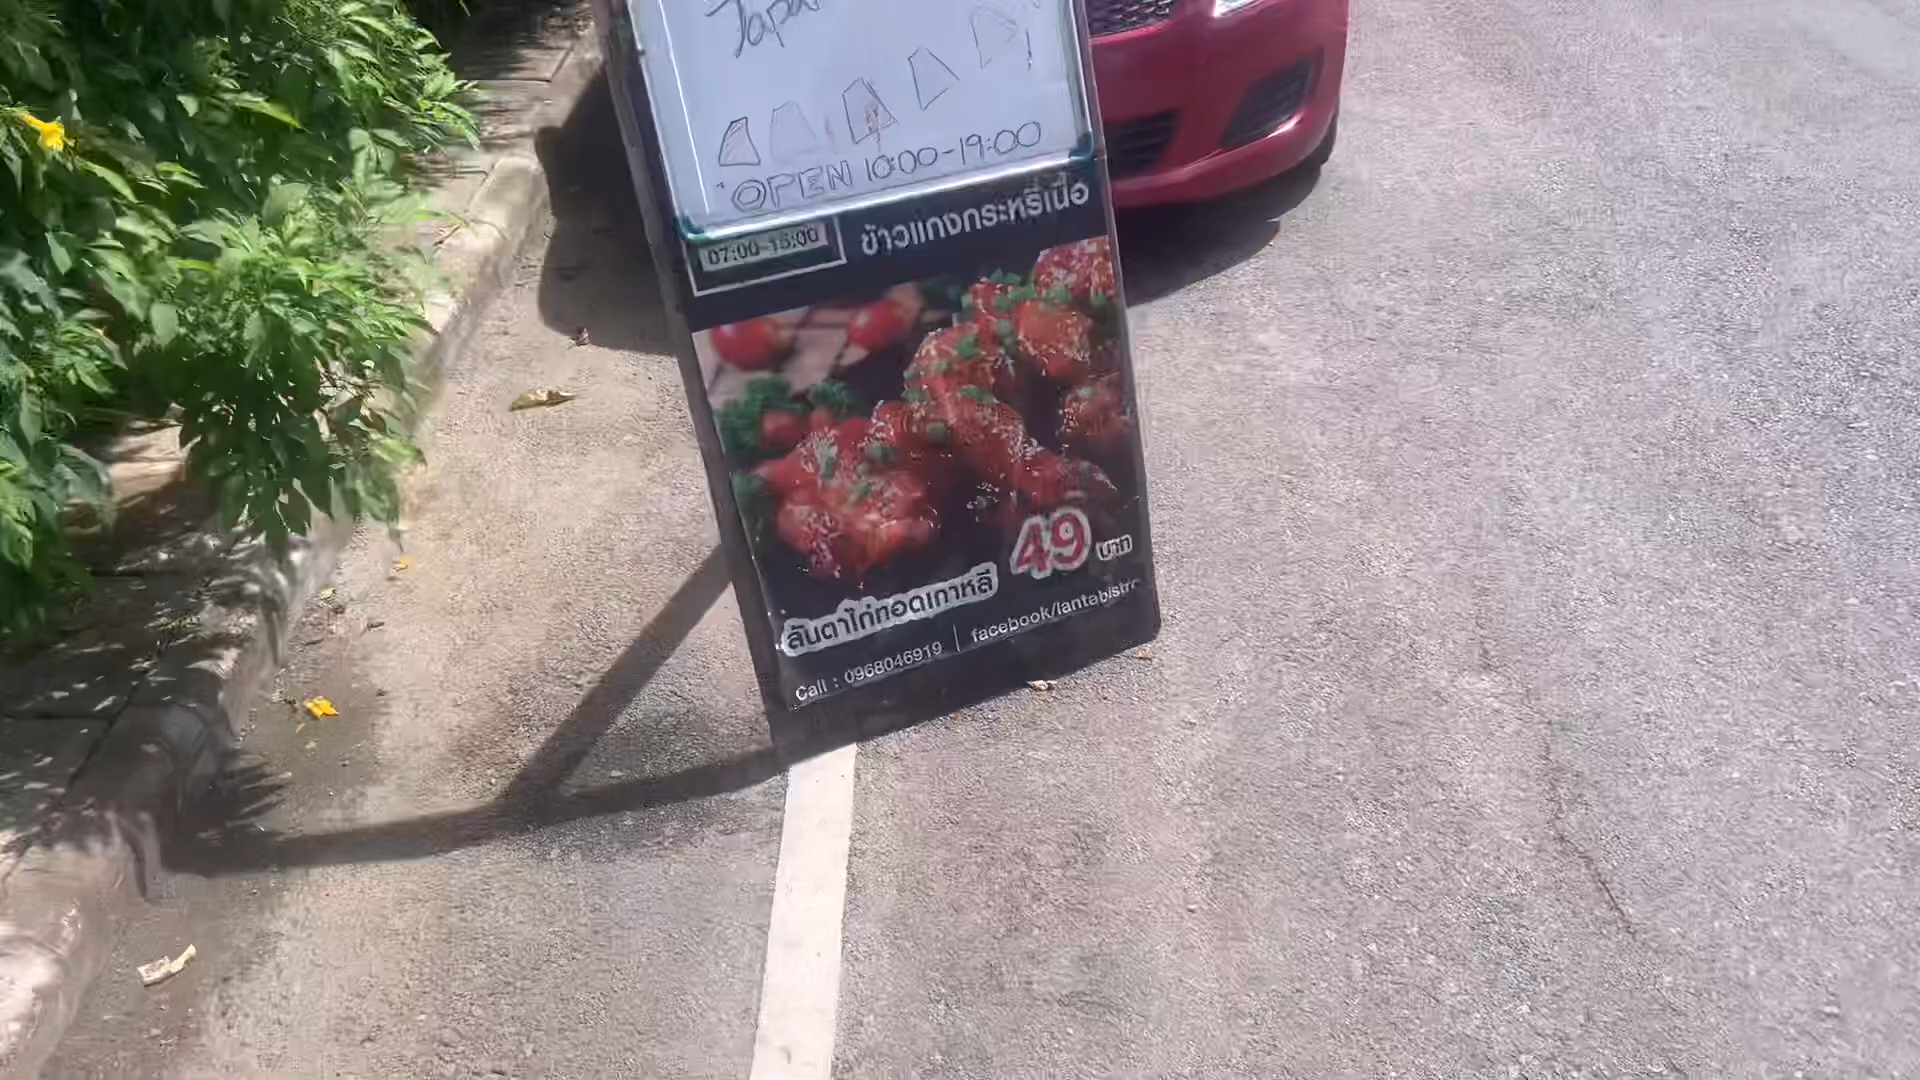 Japa
OPEN 10:00-19:00
07:00-15:00
ข้าวแกงกระหรี่เนื้อ
49 บาท
ลันตาไก่ทอดเกาหลี
Call : 0968046919 | facebook/lantabistr